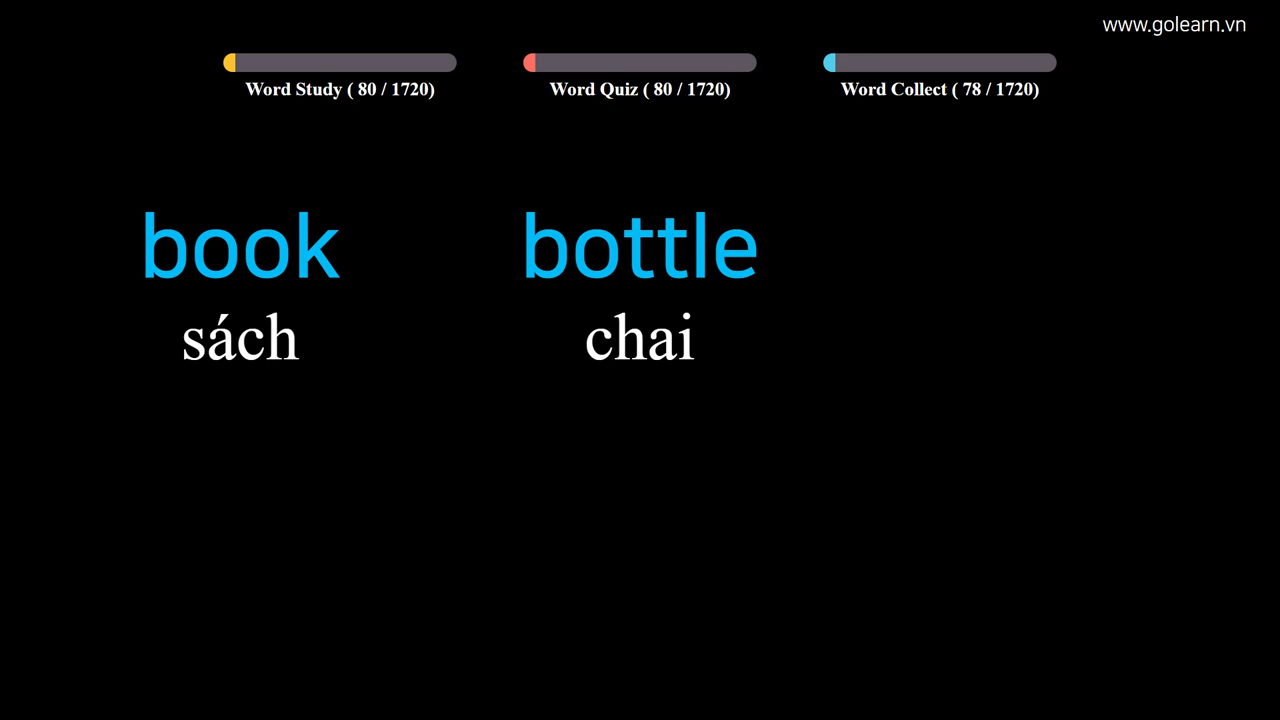 www.golearn.vn
Word Study ( 80 / 1720)
Word Quiz ( 80 / 1720)
Word Collect ( 78 / 1720)
book
bottle
sách
chai